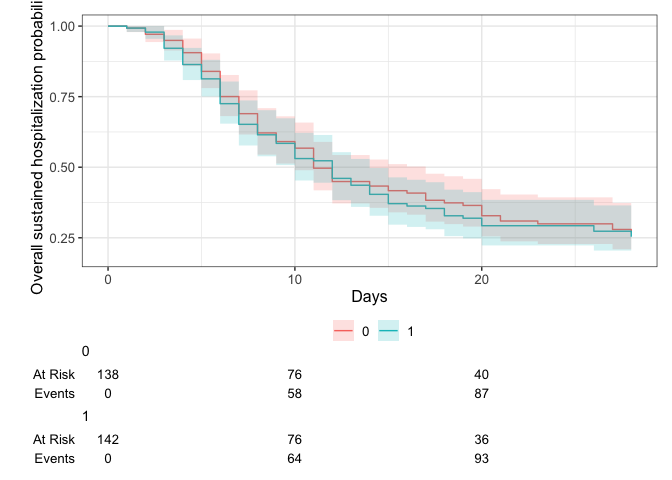 Overall sustained hospitalization probabili
1.00
0.75
0.50
0.25
0 10 20
Days
0 1
0
At Risk 138 76 40
Events 0 58 87
1
At Risk 142 76 36
Events 0 64 93